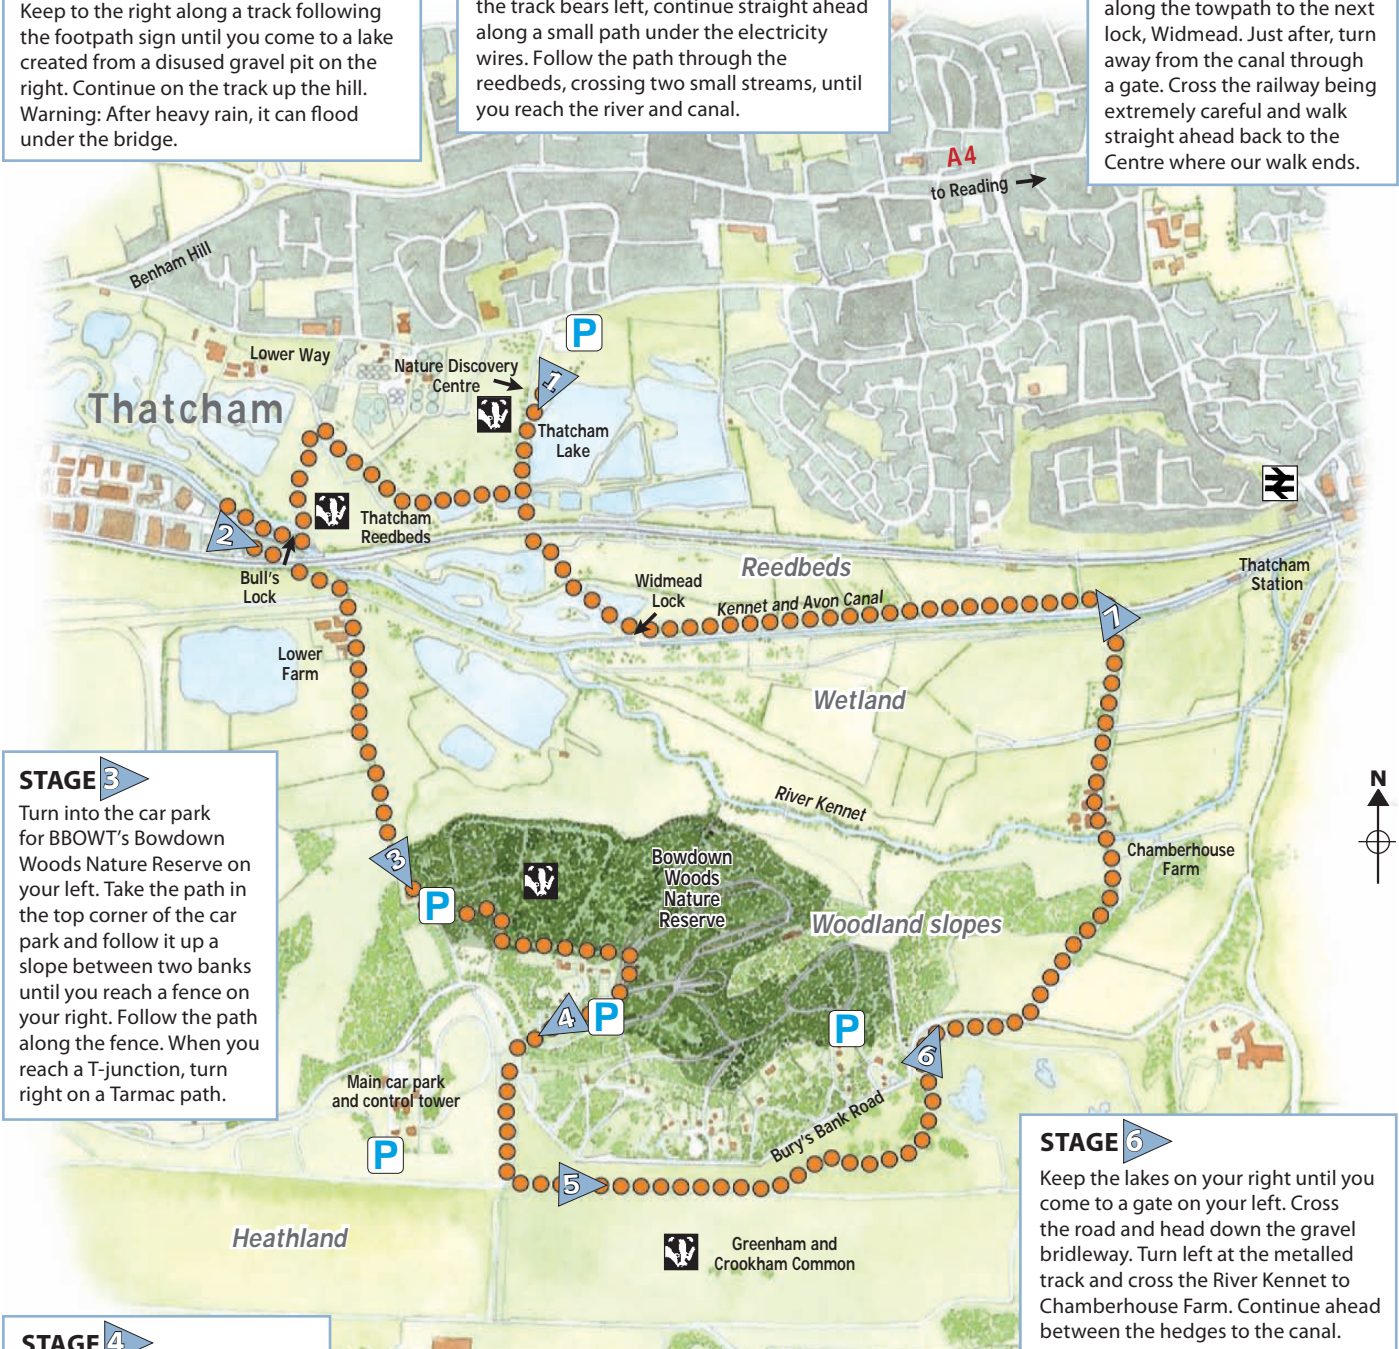 Keep to the right along a track following
the footpath sign until you come to a lake
created from a disused gravel pit on the
right. Continue on the track up the hill.
Warning: After heavy rain, it can flood
under the bridge.
the track bears left, continue straight ahead
along a small path under the electricity
wires. Follow the path through the
reedbeds, crossing two small streams, until
you reach the river and canal.
along the towpath to the next
lock, Widmead. Just after, turn
away from the canal through
a gate. Cross the railway being
extremely careful and walk
straight ahead back to the
Centre where our walk ends.
A4
to Reading
Benham Hill
P
Lower Way
Nature Discovery
Centre
1
Thatcham
Thatcham
Lake
2
Thatcham
Reedbeds
Bull's
Lock
Reedbeds
Widmead
Lock
Kennet and Avon Canal
7
Thatcham
Station
Lower
Farm
Wetland
STAGE 3
Turn into the car park
for BBOWT's Bowdown
Woods Nature Reserve on
your left. Take the path in
the top corner of the car
park and follow it up a
slope between two banks
until you reach a fence on
your right. Follow the path
along the fence. When you
reach a T-junction, turn
right on a Tarmac path.
N
River Kennet
3
P
Bowdown
Woods
Nature
Reserve
Chamberhouse
Farm
Woodland slopes
4
P
P
6
Main car park
and control tower
P
Bury's Bank Road
5
Heathland
Greenham and
Crookham Common
STAGE 6
Keep the lakes on your right until you
come to a gate on your left. Cross
the road and head down the gravel
bridleway. Turn left at the metalled
track and cross the River Kennet to
Chamberhouse Farm. Continue ahead
between the hedges to the canal.
STAGE 4